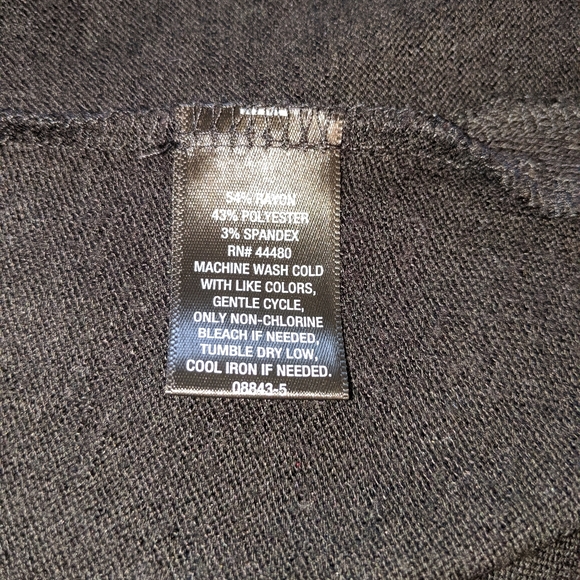 54% RAYON
43% POLYESTER
3% SPANDEX
RN# 44480
MACHINE WASH COLD
WITH LIKE COLORS,
GENTLE CYCLE,
ONLY NON-CHLORINE
BLEACH IF NEEDED,
TUMBLE DRY LOW,
COOL IRON IF NEEDED.
08843-5